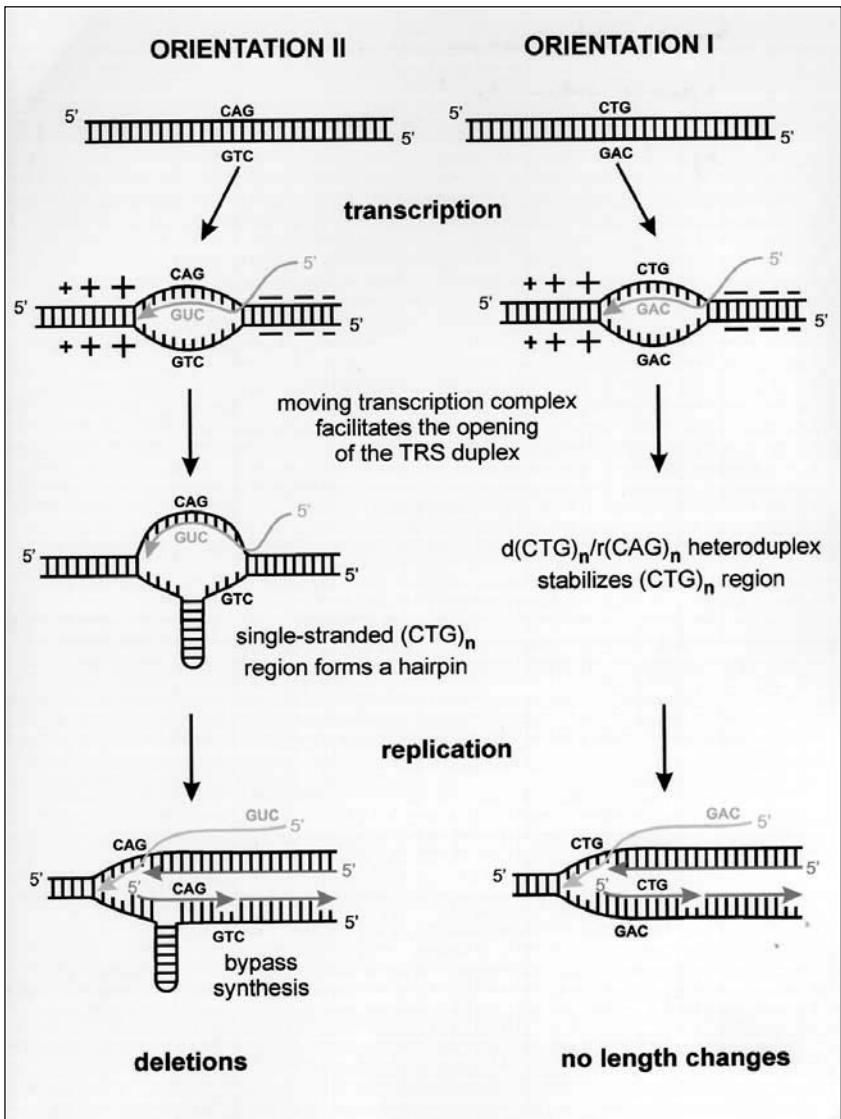 ORIENTATION II
ORIENTATION I
5'
CAG
GTC
5'
5'
CTG
GAC
5'
transcription
+ + +
CAG
5'
5'
GUC
GTC
+ + +
5'
— — — —
— — — —
+ + +
CTG
5'
5'
GAC
GAC
+ + +
5'
— — — —
— — — —
moving transcription complex
facilitates the opening
of the TRS duplex
CAG
5'
GUC
5'
GTC
single-stranded (CTG)n
region forms a hairpin
d(CTG)n/r(CAG)n heteroduplex
stabilizes (CTG)n region
replication
GUC
5'
CAG
5'
5'
CAG
GTC
bypass
synthesis
deletions
GAC
5'
CTG
5'
5'
CTG
GAC
no length changes